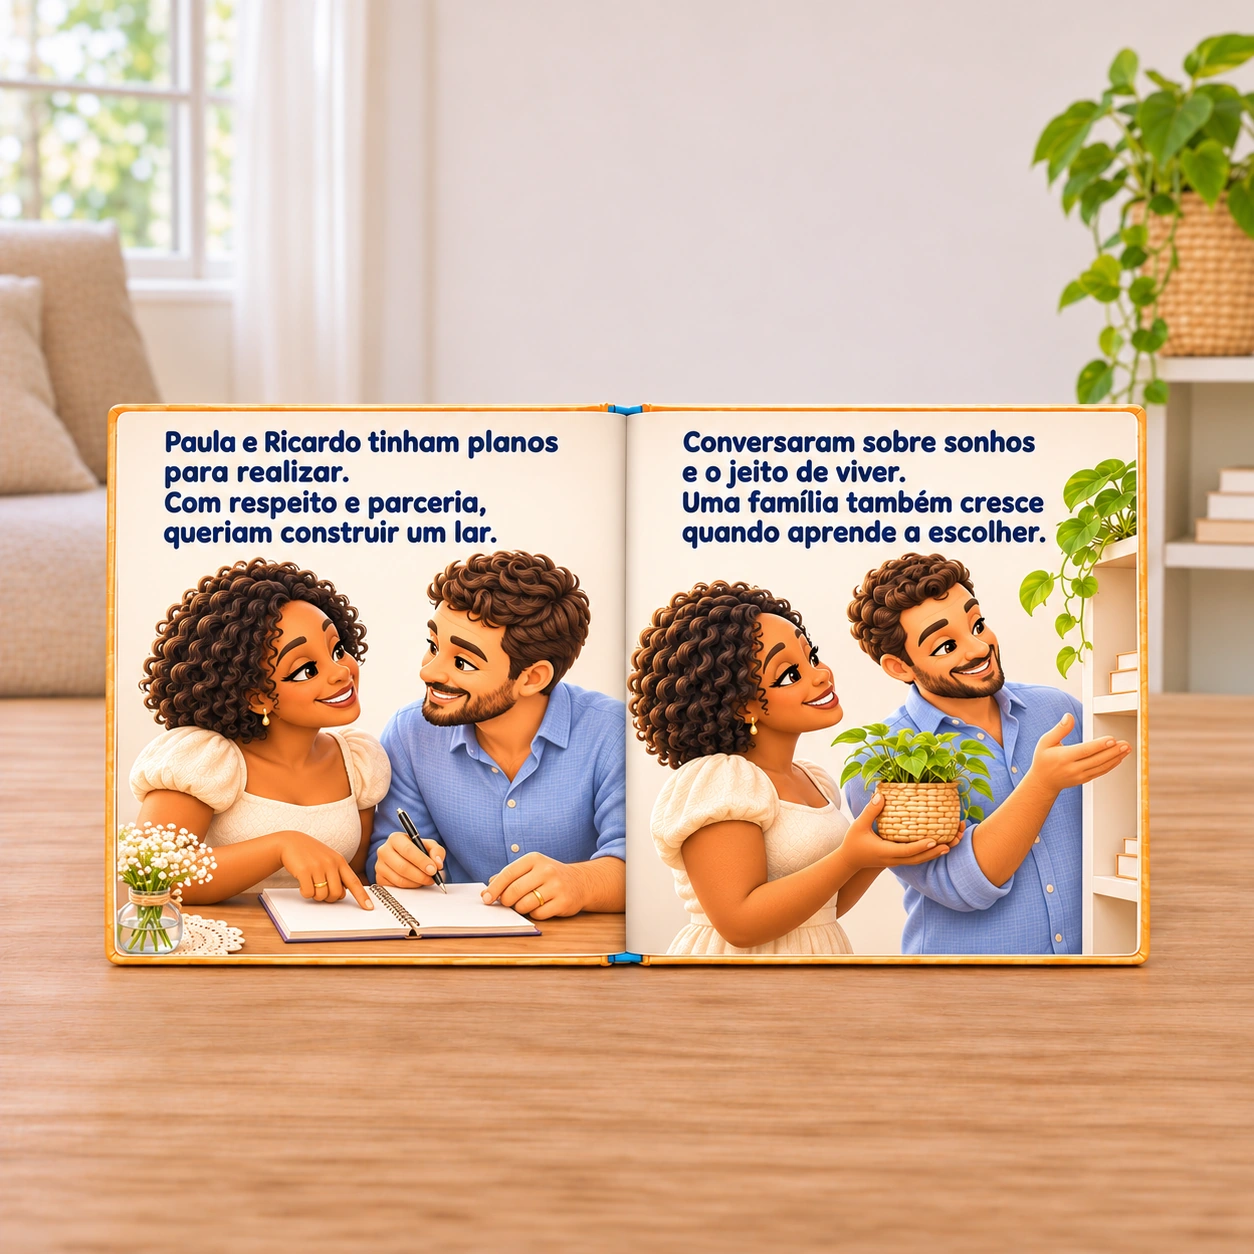 Paula e Ricardo tinham planos
para realizar.
Com respeito e parceria,
queriam construir um lar.
Conversaram sobre sonhos
e o jeito de viver.
Uma família também cresce
quando aprende a escolher.